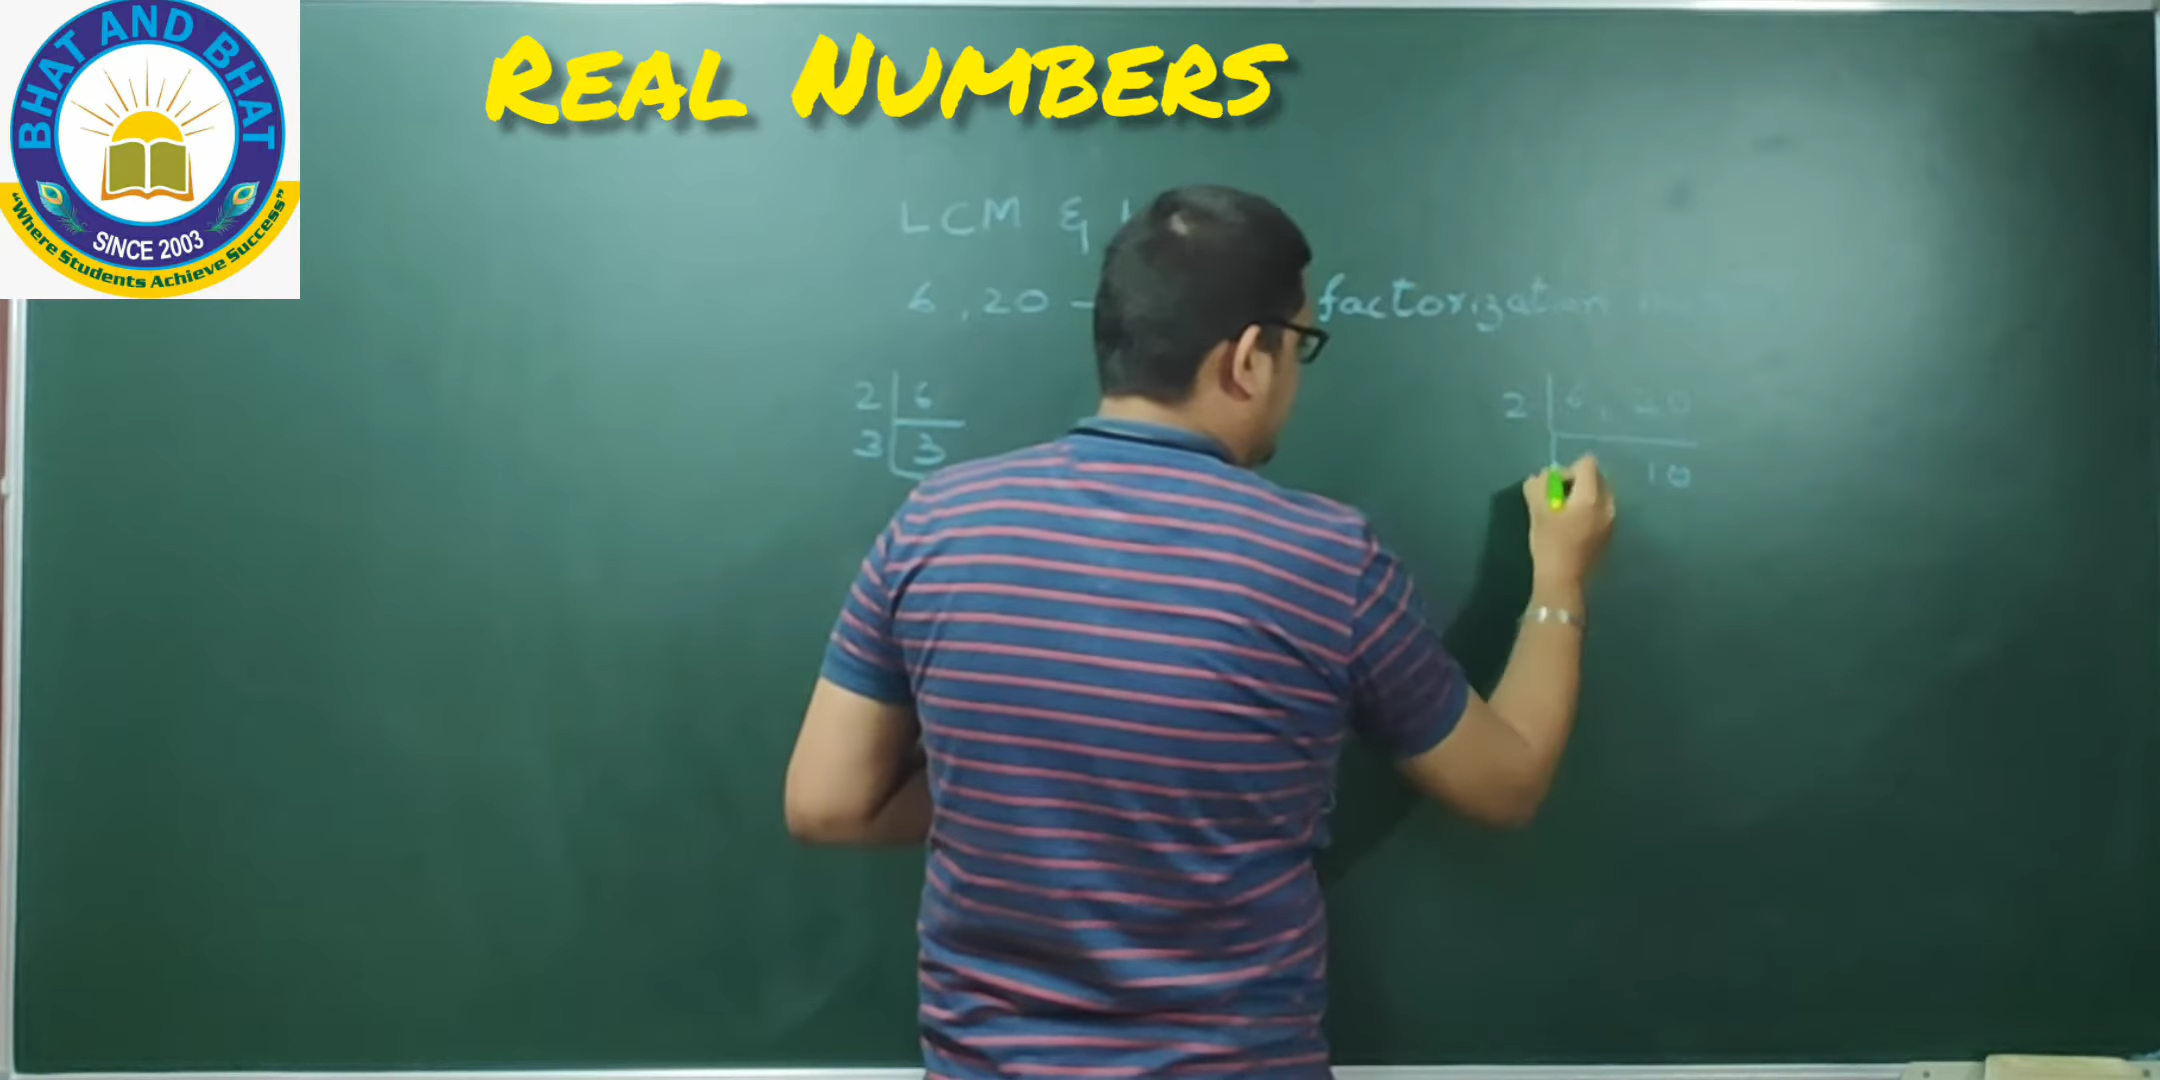 BHAT AND BHAT
SINCE 2003
"Where Students Achieve Success"
REAL NUMBERS
LCM &
6, 20 -
factorization
2 | 6
3 | 3
2 | 6, 20
10